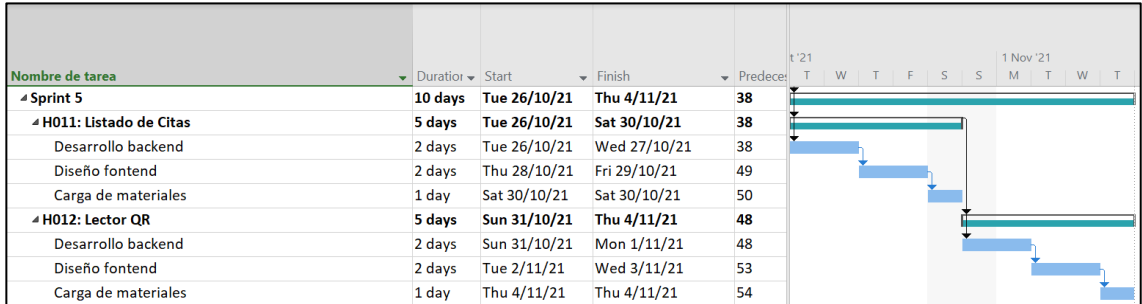 t '21 1 Nov '21
Nombre de tarea Duration Start Finish Predeces T W T F S S M T W T
Sprint 5 10 days Tue 26/10/21 Thu 4/11/21 38
H011: Listado de Citas 5 days Tue 26/10/21 Sat 30/10/21 38
Desarrollo backend 2 days Tue 26/10/21 Wed 27/10/21 38
Diseño fontend 2 days Thu 28/10/21 Fri 29/10/21 49
Carga de materiales 1 day Sat 30/10/21 Sat 30/10/21 50
H012: Lector QR 5 days Sun 31/10/21 Thu 4/11/21 48
Desarrollo backend 2 days Sun 31/10/21 Mon 1/11/21 48
Diseño fontend 2 days Tue 2/11/21 Wed 3/11/21 53
Carga de materiales 1 day Thu 4/11/21 Thu 4/11/21 54